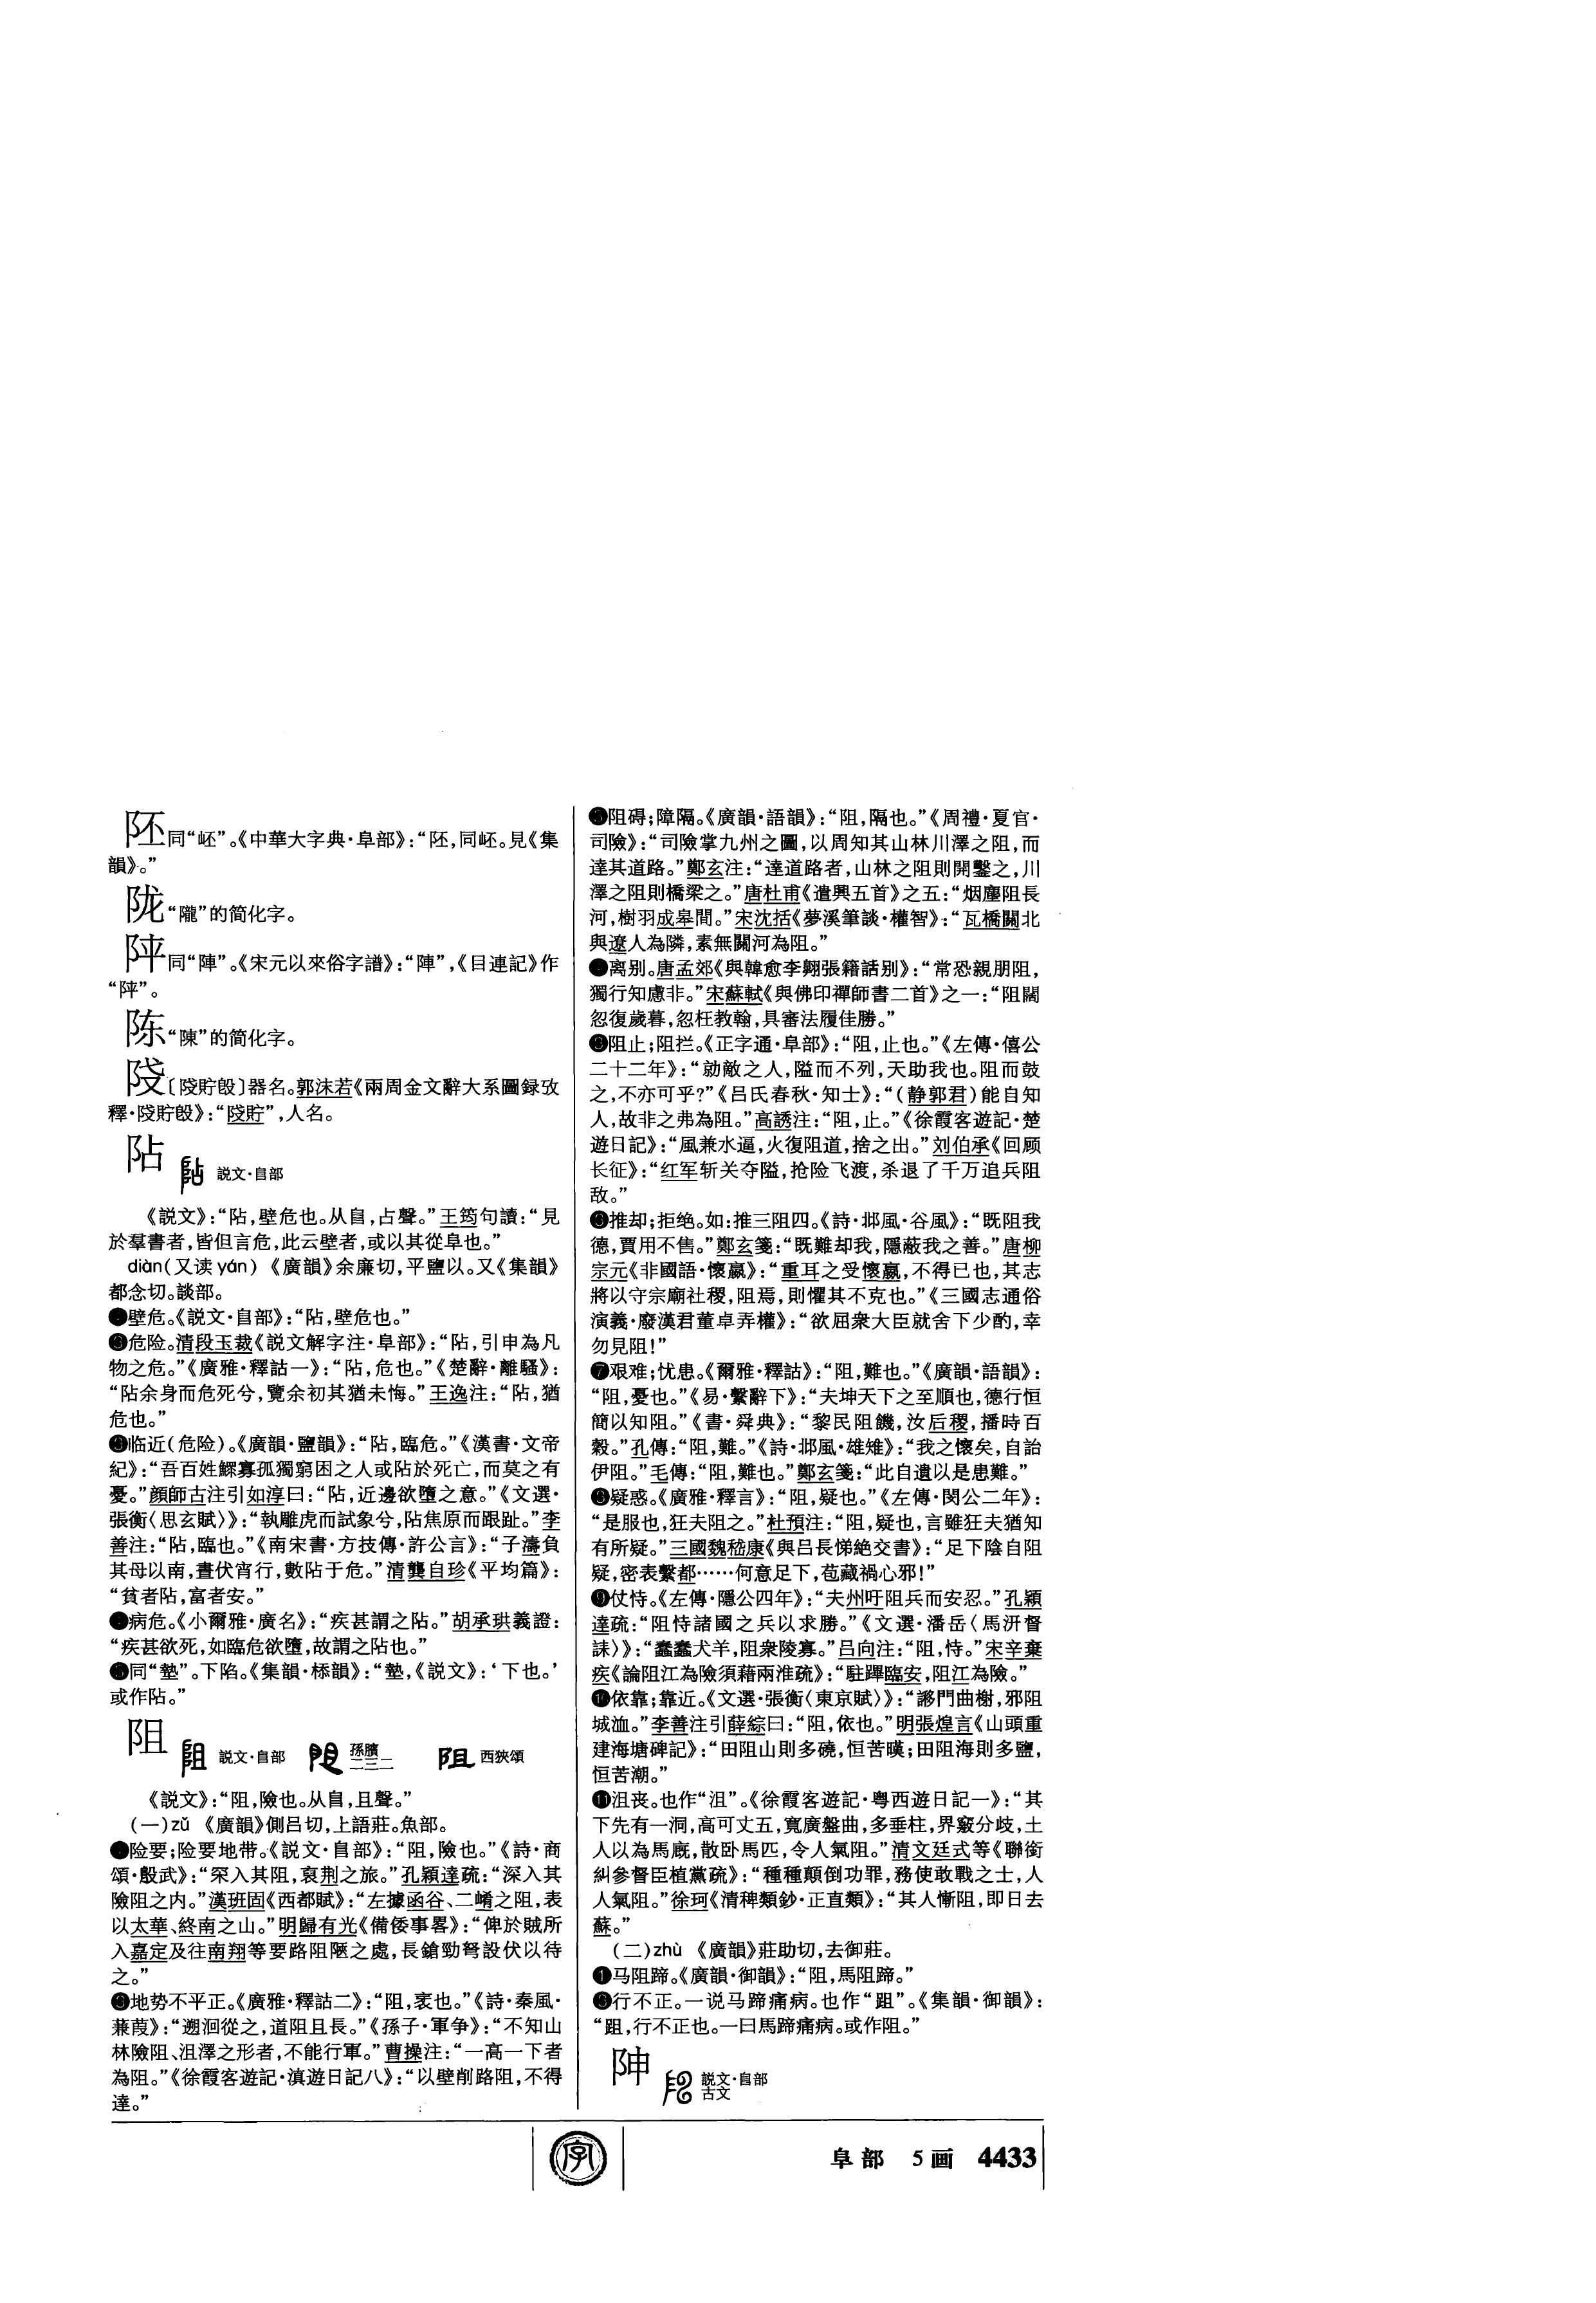 同“岯”。《中華大字典·阜部》：“㔻，同岯。見《集
韻》。”
陇“隴”的简化字。
同“陣”。《宋元以來俗字譜》：“陣”，《目連記》作
陈“陳”的简化字。
阾貯𣪘〕器名。郭沫若《兩周金文辭大系圖録攷
阽 説文·𨸏部
《説文》：“阽，壁危也。从𨸏，占聲。”王筠句讀：“見
於羣書者，皆但言危，此云壁者，或以其從阜也。”
diàn（又读yán） 《廣韻》余廉切，平鹽以。又《集韻》
都念切。談部。
❶壁危。《説文·𨸏部》：“阽，壁危也。”
❷危险。清段玉裁《説文解字注·阜部》：“阽，引申為凡
物之危。”《廣雅·釋詁一》：“阽，危也。”《楚辭·離騷》：
“阽余身而危死兮，覽余初其猶未悔。”王逸注：“阽，猶
危也。”
❸临近（危险）。《廣韻·鹽韻》：“阽，臨危。”《漢書·文帝
紀》：“吾百姓鰥寡孤獨窮困之人或阽於死亡，而莫之有
憂。”顔師古注引如淳曰：“阽，近邊欲墮之意。”《文選·
張衡〈思玄賦〉》：“執雕虎而試象兮，阽焦原而跟趾。”李
善注：“阽，臨也。”《南宋書·方技傳·許公言》：“子濤負
其母以南，晝伏宵行，數阽于危。”清龔自珍《平均篇》：
“貧者阽，富者安。”
❹病危。《小爾雅·廣名》：“疾甚謂之阽。”胡承珙義證：
“疾甚欲死，如臨危欲墮，故謂之阽也。”
❺同“墊”。下陷。《集韻·㮇韻》：“墊，《説文》：‘下也。’
或作阽。”
阻 説文·𨸏部 孫臏二三二 西狹頌
《説文》：“阻，險也。从𨸏，且聲。”
（一）zǔ 《廣韻》側吕切，上語莊。魚部。
❶险要；险要地带。《説文·𨸏部》：“阻，險也。”《詩·商
頌·殷武》：“罙入其阻，裒荆之旅。”孔穎達疏：“深入其
險阻之内。”漢班固《西都賦》：“左據函谷、二崤之阻，表
以太華、終南之山。”明歸有光《備倭事畧》：“俾於賊所
入嘉定及往南翔等要路阻陿之處，長鎗勁弩設伏以待
之。”
❷地势不平正。《廣雅·釋詁二》：“阻，衺也。”《詩·秦風·
蒹葭》：“遡洄從之，道阻且長。”《孫子·軍争》：“不知山
林險阻、沮澤之形者，不能行軍。”曹操注：“一高一下者
為阻。”《徐霞客遊記·滇遊日記八》：“以壁削路阻，不得
達。”
❸阻碍；障隔。《廣韻·語韻》：“阻，隔也。”《周禮·夏官·
司險》：“司險掌九州之圖，以周知其山林川澤之阻，而
達其道路。”鄭玄注：“達道路者，山林之阻則開鑿之，川
澤之阻則橋梁之。”唐杜甫《遣興五首》之五：“烟塵阻長
河，樹羽成皋間。”宋沈括《夢溪筆談·權智》：“瓦橋關北
與遼人為隣，素無關河為阻。”
❹离别。唐孟郊《與韓愈李翱張籍話别》：“常恐親朋阻，
獨行知慮非。”宋蘇軾《與佛印禪師書二首》之一：“阻闊
忽復歲暮，忽枉教翰，具審法履佳勝。”
❺阻止；阻拦。《正字通·阜部》：“阻，止也。”《左傳·僖公
二十二年》：“勍敵之人，隘而不列，天助我也。阻而鼓
之，不亦可乎？”《吕氏春秋·知士》：“（静郭君）能自知
人，故非之弗為阻。”高誘注：“阻，止。”《徐霞客遊記·楚
遊日記》：“風兼水逼，火復阻道，捨之出。”刘伯承《回顾
长征》：“红军斩关夺隘，抢险飞渡，杀退了千万追兵阻
敌。”
❻推却；拒绝。如：推三阻四。《詩·邶風·谷風》：“既阻我
德，賈用不售。”鄭玄箋：“既難却我，隱蔽我之善。”唐柳
宗元《非國語·懷嬴》：“重耳之受懷嬴，不得已也，其志
將以守宗廟社稷，阻焉，則懼其不克也。”《三國志通俗
演義·廢漢君董卓弄權》：“欲屈衆大臣就舍下少酌，幸
勿見阻！”
❼艰难；忧患。《爾雅·釋詁》：“阻，難也。”《廣韻·語韻》：
“阻，憂也。”《易·繫辭下》：“夫坤天下之至順也，德行恒
簡以知阻。”《書·舜典》：“黎民阻饑，汝后稷，播時百
穀。”孔傳：“阻，難。”《詩·邶風·雄雉》：“我之懷矣，自詒
伊阻。”毛傳：“阻，難也。”鄭玄箋：“此自遺以是患難。”
❽疑惑。《廣雅·釋言》：“阻，疑也。”《左傳·閔公二年》：
“是服也，狂夫阻之。”杜預注：“阻，疑也，言雖狂夫猶知
有所疑。”三國魏嵇康《與吕長悌絶交書》：“足下陰自阻
疑，密表繫都……何意足下，苞藏禍心邪！”
❾仗恃。《左傳·隱公四年》：“夫州吁阻兵而安忍。”孔穎
達疏：“阻恃諸國之兵以求勝。”《文選·潘岳〈馬汧督
誄〉》：“蠢蠢犬羊，阻衆陵寡。”吕向注：“阻，恃。”宋辛棄
疾《論阻江為險須藉兩淮疏》：“駐蹕臨安，阻江為險。”
❿依靠；靠近。《文選·張衡〈東京賦〉》：“謻門曲榭，邪阻
城洫。”李善注引薛綜曰：“阻，依也。”明張煌言《山頭重
建海塘碑記》：“田阻山則多磽，恒苦暵；田阻海則多鹽，
恒苦潮。”
⓫沮丧。也作“沮”。《徐霞客遊記·粤西遊日記一》：“其
下先有一洞，高可丈五，寬廣盤曲，多垂柱，界竅分歧，土
人以為馬廐，散卧馬匹，令人氣阻。”清文廷式等《聯銜
糾參督臣植黨疏》：“種種顛倒功罪，務使敢戰之士，人
人氣阻。”徐珂《清稗類鈔·正直類》：“其人慚阻，即日去
蘇。”
（二）zhù 《廣韻》莊助切，去御莊。
❶马阻蹄。《廣韻·御韻》：“阻，馬阻蹄。”
❷行不正。一说马蹄痛病。也作“跙”。《集韻·御韻》：
“跙，行不正也。一曰馬蹄痛病。或作阻。”
説文·𨸏部
古文
字
阜部 5画 4433